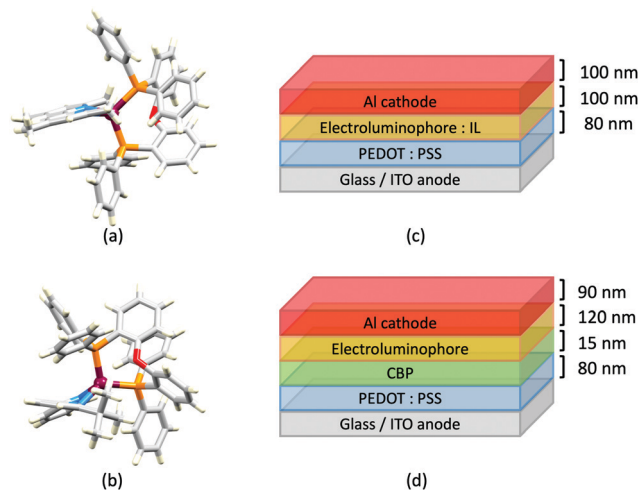 100 nm
Al cathode
100 nm
Electroluminophore : IL
80 nm
PEDOT : PSS
Glass / ITO anode
(a)
(c)
90 nm
Al cathode
120 nm
Electroluminophore
15 nm
CBP
80 nm
PEDOT : PSS
Glass / ITO anode
(b)
(d)